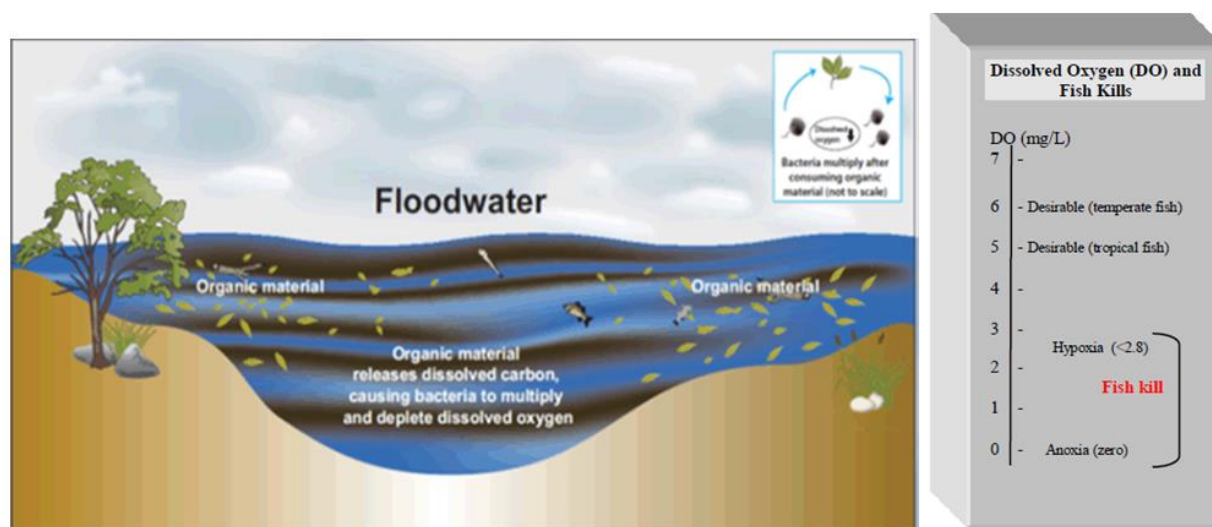 Dissolved
oxygen
Bacteria multiply after
consuming organic
material (not to scale)
Floodwater
Organic material
Organic material
Organic material
releases dissolved carbon,
causing bacteria to multiply
and deplete dissolved oxygen
Dissolved Oxygen (DO) and
Fish Kills
DO (mg/L)
7 -
6 - Desirable (temperate fish)
5 - Desirable (tropical fish)
4 -
3 -
Hypoxia (<2.8)
2 -
Fish kill
1 -
0 - Anoxia (zero)